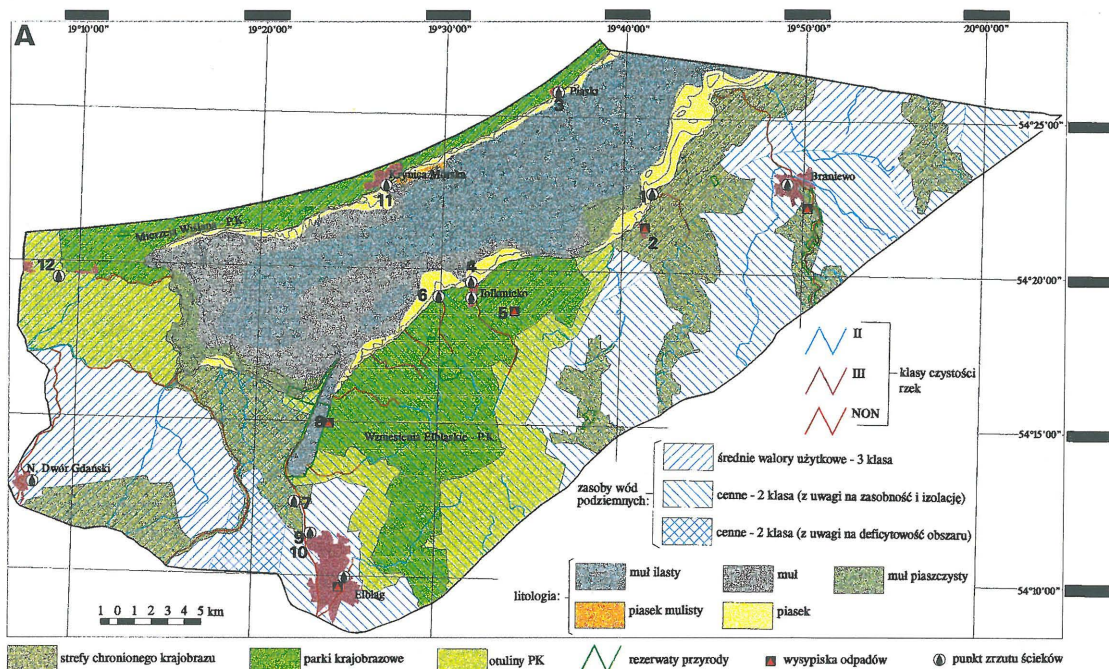 A
19°10'00" 19°20'00" 19°30'00" 19°40'00" 19°50'00" 20°00'00"
Piaski
3
54°25'00"
Krynica Morska
11
1
Braniewo
Mierzeja Wiślana - P.K.
2
12
4
54°20'00"
6
Tolkmicko
5
II
III
NON
klasy czystości
rzek
8
Wzniesienia Elbląskie - P.K.
54°15'00"
średnie walory użytkowe - 3 klasa
N. Dwór Gdański
zasoby wód
podziemnych:
cenne - 2 klasa (z uwagi na zasobność i izolację)
7
cenne - 2 klasa (z uwagi na deficytowość obszaru)
9
10
muł ilasty
muł
muł piaszczysty
54°10'00"
Elbląg
litologia:
piasek mulisty
piasek
1 0 1 2 3 4 5 km
strefy chronionego krajobrazu
parki krajobrazowe
otuliny PK
rezerwaty przyrody
wysypiska odpadów
punkt zrzutu ścieków